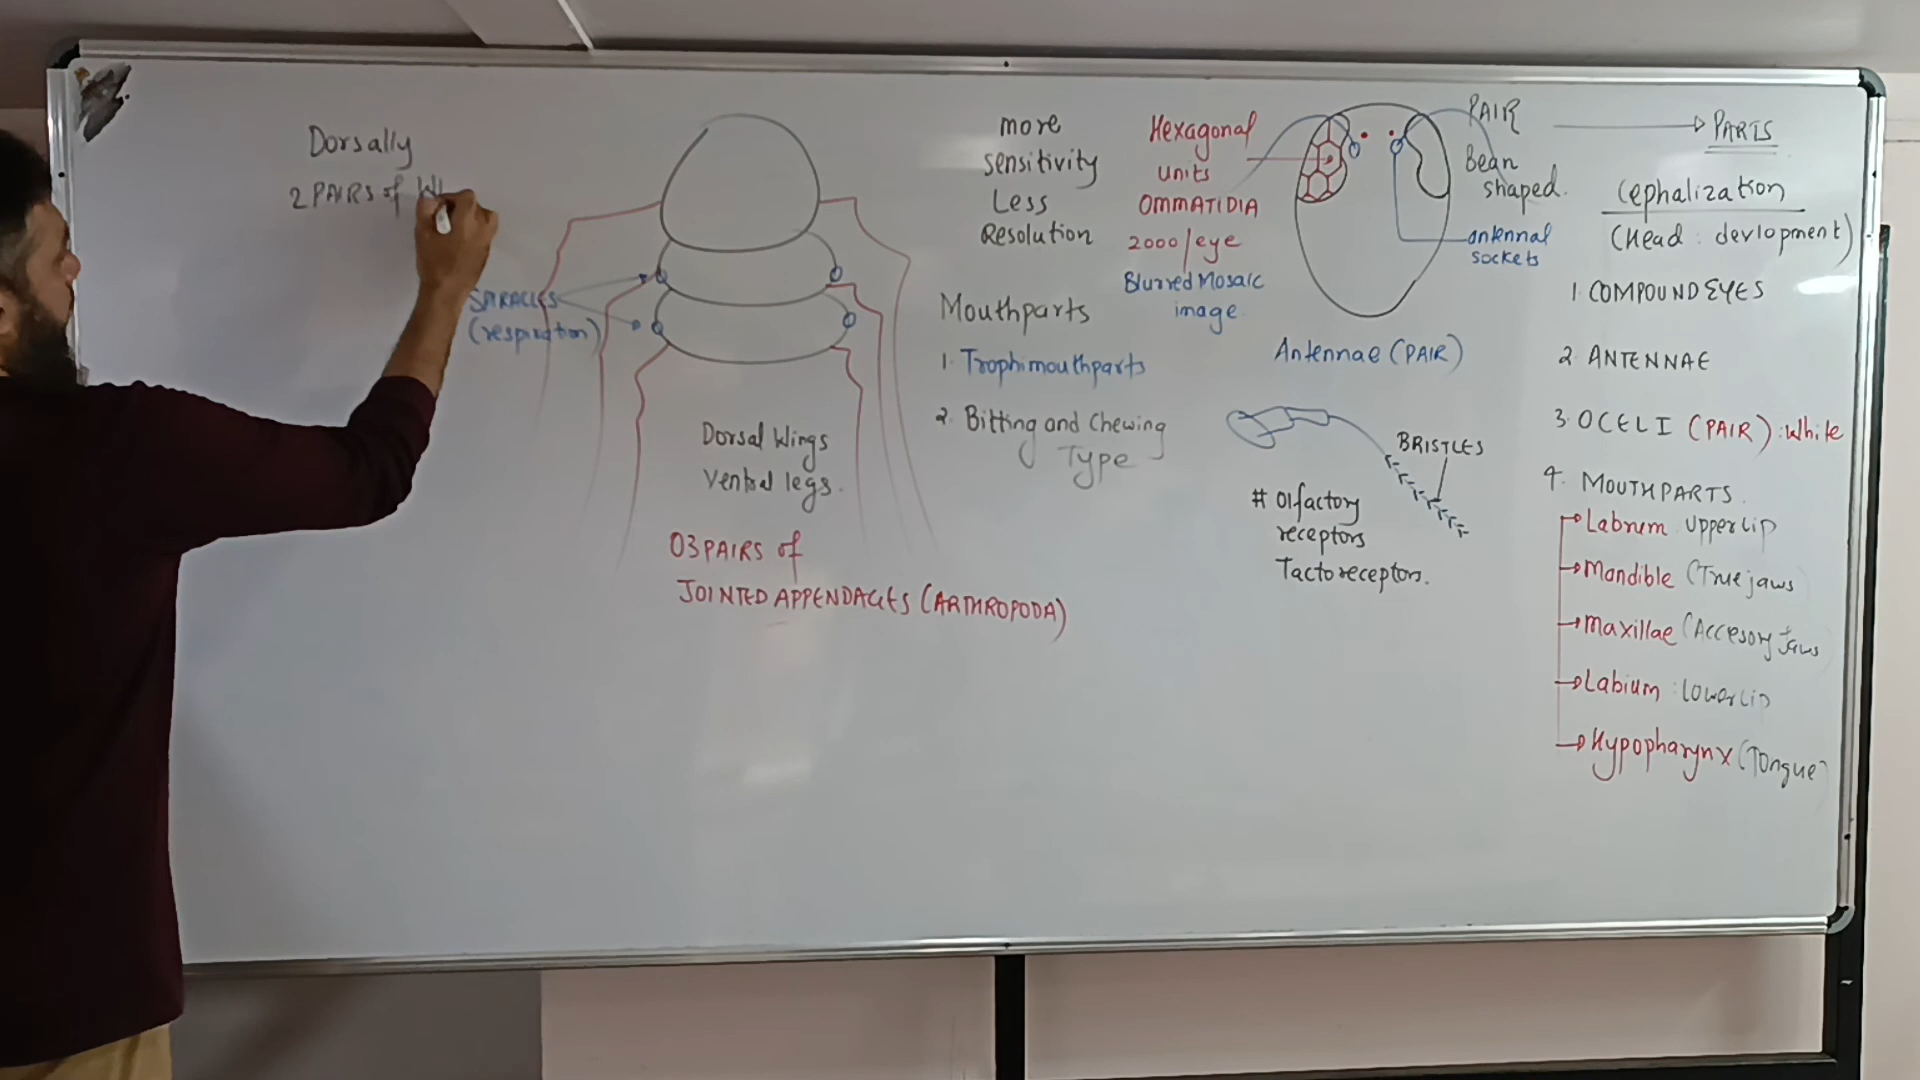 Dorsally
2 PAIRS of WI
SPIRACLES
(respiration)
Dorsal Wings
Ventral legs.
03 PAIRS of
JOINTED APPENDAGES (ARTHROPODA)
more
sensitivity
Less
Resolution
Hexagonal
units
OMMATIDIA
2000/eye
Blurred Mosaic
image
PAIR
Bean
shaped.
antennal
sockets
Mouthparts
1. Trophimouthparts
2. Bitting and Chewing
Type
Antennae (PAIR)
BRISTLES
# Olfactory
receptors
Tactoreceptors.
PARTS
Cephalization
(Head : devlopment)
1. COMPOUND EYES
2. ANTENNAE
3. OCELI (PAIR) : White
4. MOUTHPARTS.
Labrum upper lip
Mandible (True jaws
Maxillae (Accesory Jaws
Labium : lower lip
Hypopharynx (Tongue)